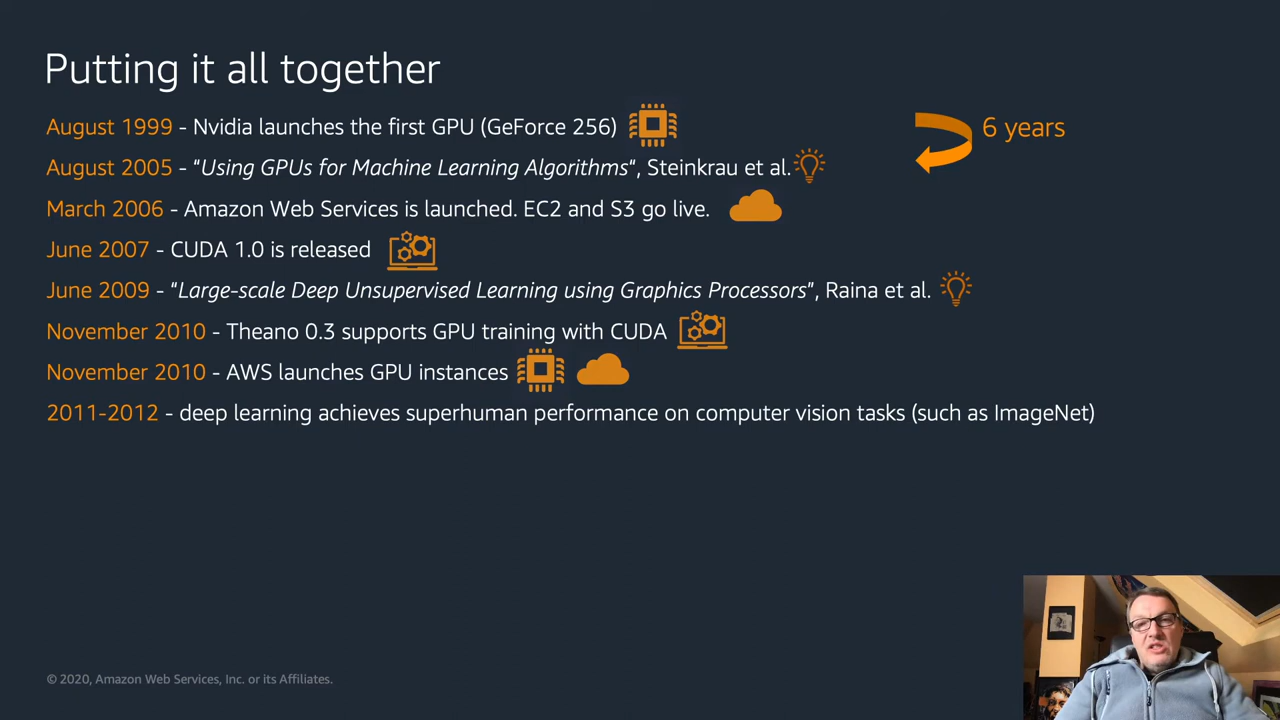 Putting it all together
August 1999 - Nvidia launches the first GPU (GeForce 256)
6 years
August 2005 - “Using GPUs for Machine Learning Algorithms“, Steinkrau et al.
March 2006 - Amazon Web Services is launched. EC2 and S3 go live.
June 2007 - CUDA 1.0 is released
June 2009 - “Large-scale Deep Unsupervised Learning using Graphics Processors”, Raina et al.
November 2010 - Theano 0.3 supports GPU training with CUDA
November 2010 - AWS launches GPU instances
2011-2012 - deep learning achieves superhuman performance on computer vision tasks (such as ImageNet)
© 2020, Amazon Web Services, Inc. or its Affiliates.